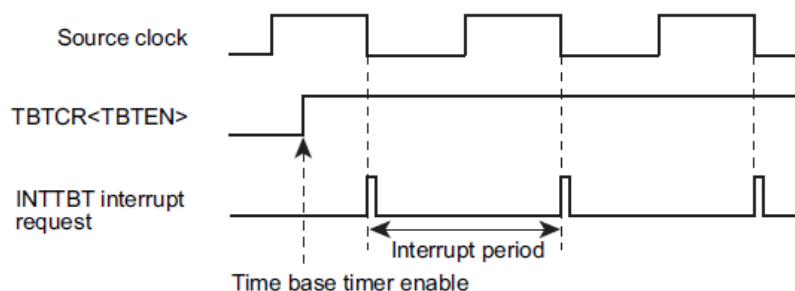 Source clock
TBTCR<TBTEN>
INTTBT interrupt
request
Interrupt period
Time base timer enable